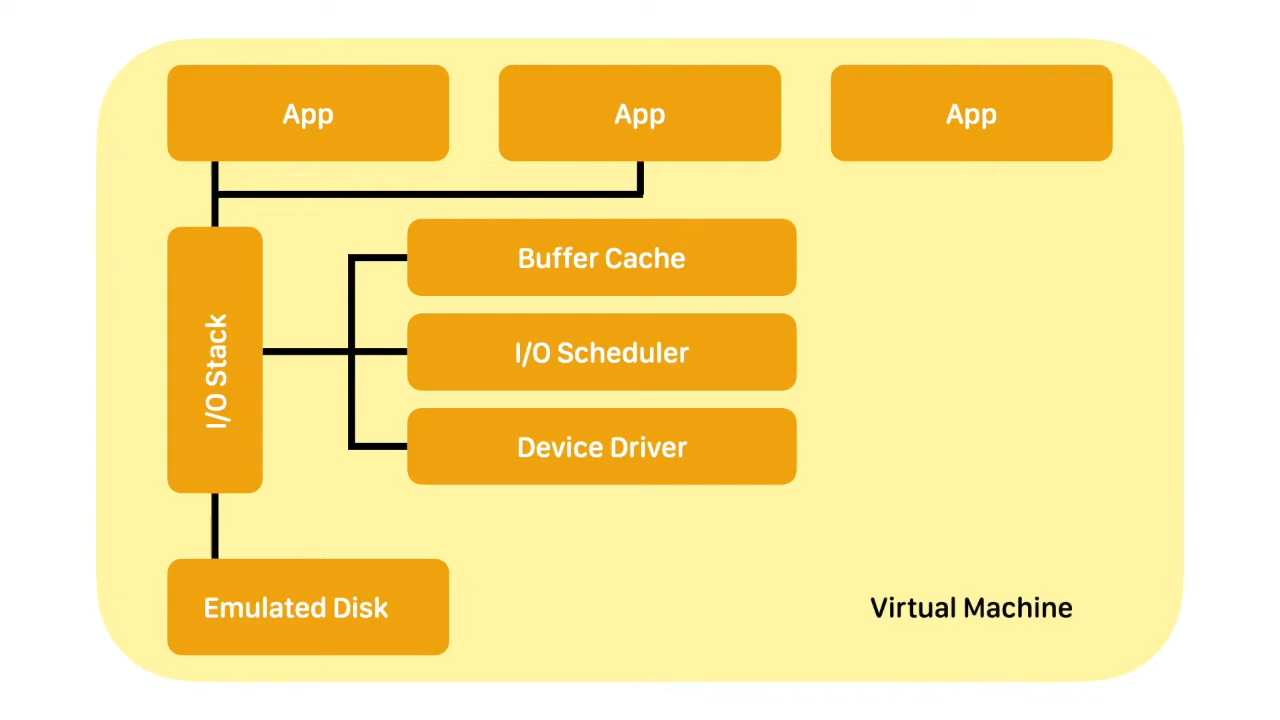 App
App
App
Buffer Cache
I/O Stack
I/O Scheduler
Device Driver
Emulated Disk
Virtual Machine